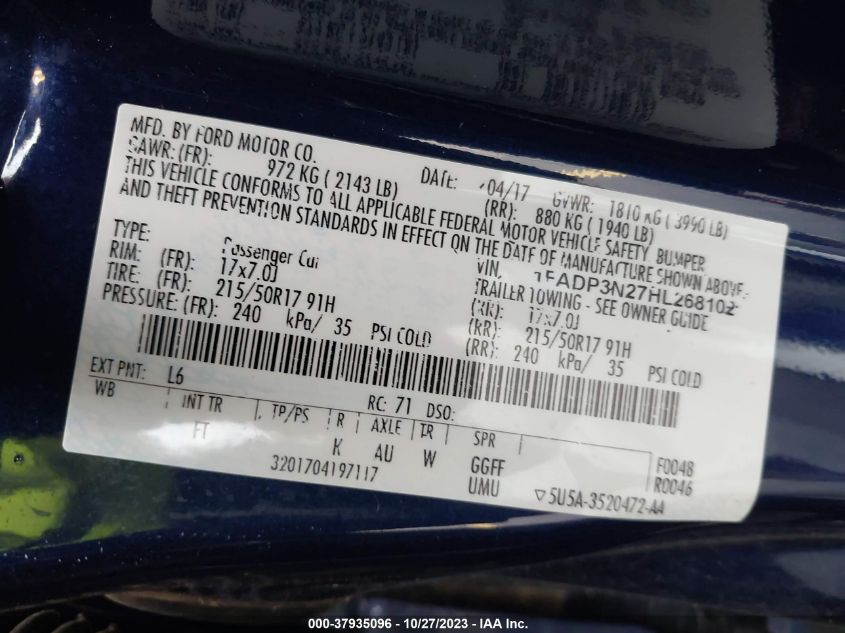 MFD. BY FORD MOTOR CO. DATE: 04/17 GVWR: 1810 KG ( 3990 LB)
GAWR: (FR): 972 KG ( 2143 LB) (RR): 880 KG ( 1940 LB)
THIS VEHICLE CONFORMS TO ALL APPLICABLE FEDERAL MOTOR VEHICLE SAFETY, BUMPER
AND THEFT PREVENTION STANDARDS IN EFFECT ON THE DATE OF MANUFACTURE SHOWN ABOVE.
VIN: 1FADP3N27HL268102
TYPE: Passenger Car TRAILER TOWING - SEE OWNER GUIDE
RIM: (FR): 17x7.0J (RR): 17x7.0J
TIRE: (FR): 215/50R17 91H (RR): 215/50R17 91H
PRESSURE: (FR): 240 kPa/ 35 PSI COLD (RR): 240 kPa/ 35 PSI COLD
EXT PNT: L6 RC: 71 DSO:
WB INT TR TP/PS R AXLE TR SPR
FT K AU W GGFF F0048
3201704197117 UMU R0046
5U5A-3520472-AA
000-37935096 - 10/27/2023 - IAA Inc.